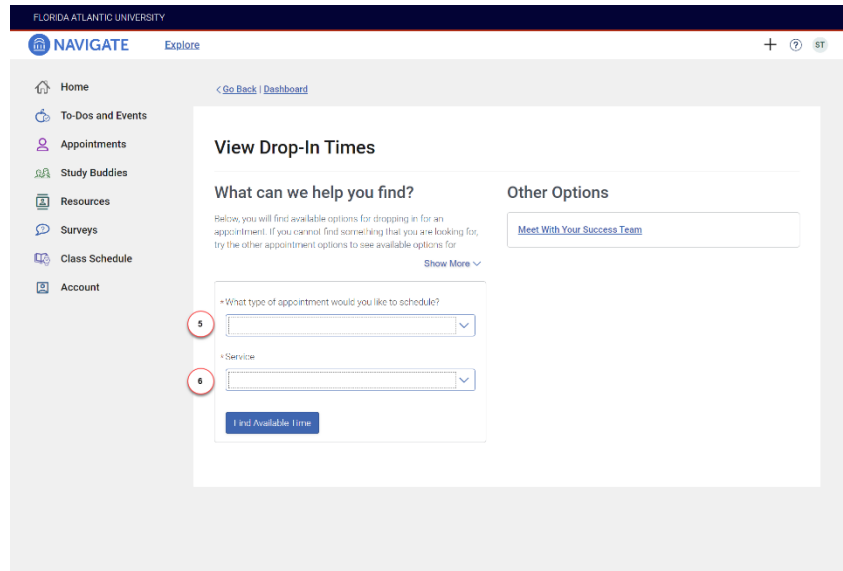 FLORIDA ATLANTIC UNIVERSITY
NAVIGATE
Explore
ST
Home
To-Dos and Events
Appointments
Study Buddies
Resources
Surveys
Class Schedule
Account
Go Back | Dashboard
View Drop-In Times
What can we help you find?
Below, you will find available options for dropping in for an
appointment. If you cannot find something that you are looking for,
try the other appointment options to see available options for
Show More
*What type of appointment would you like to schedule?
5
*Service
6
Find Available Time
Other Options
Meet With Your Success Team